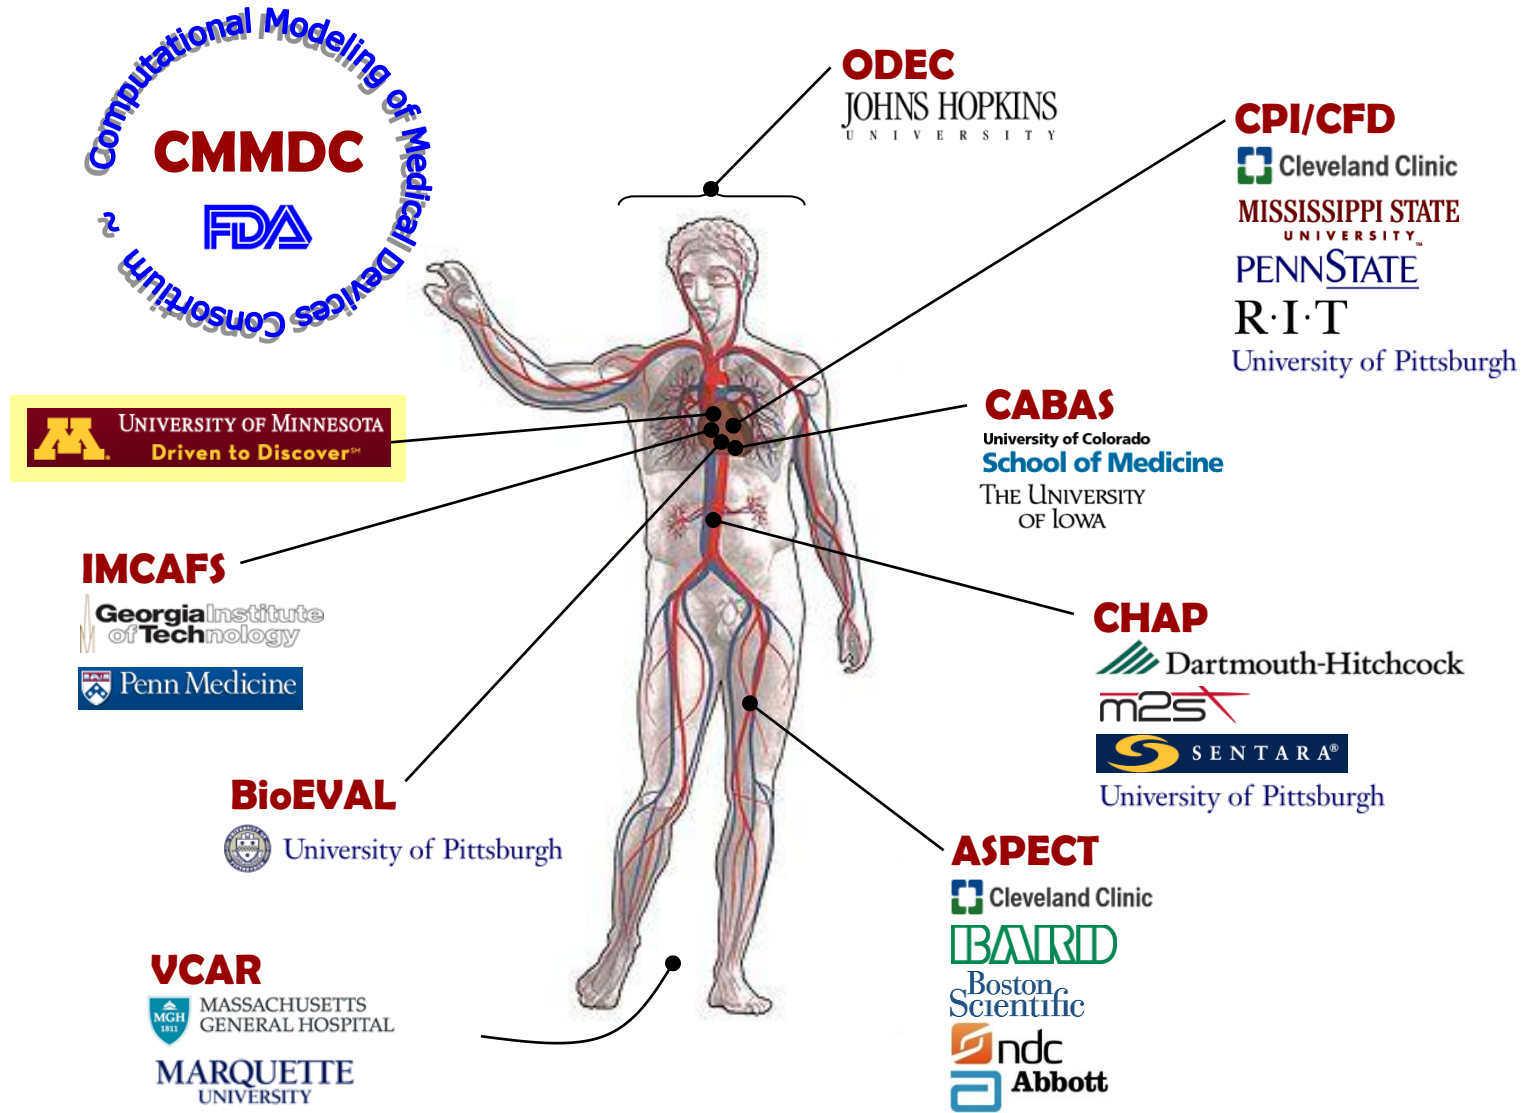 Computational Modeling of Medical Devices Consortium ~
CMMDC
FDA
ODEC
JOHNS HOPKINS
UNIVERSITY
CPI/CFD
Cleveland Clinic
MISSISSIPPI STATE
UNIVERSITY™
PENNSTATE
R·I·T
University of Pittsburgh
M
UNIVERSITY OF MINNESOTA
Driven to Discover℠
CABAS
University of Colorado
School of Medicine
THE UNIVERSITY
OF IOWA
IMCAFS
Georgia Institute
of Technology
Penn Medicine
CHAP
Dartmouth-Hitchcock
m2s
SENTARA®
University of Pittsburgh
BioEVAL
University of Pittsburgh
ASPECT
Cleveland Clinic
BARD
Boston
Scientific
ndc
Abbott
VCAR
MGH
1811
MASSACHUSETTS
GENERAL HOSPITAL
MARQUETTE
UNIVERSITY